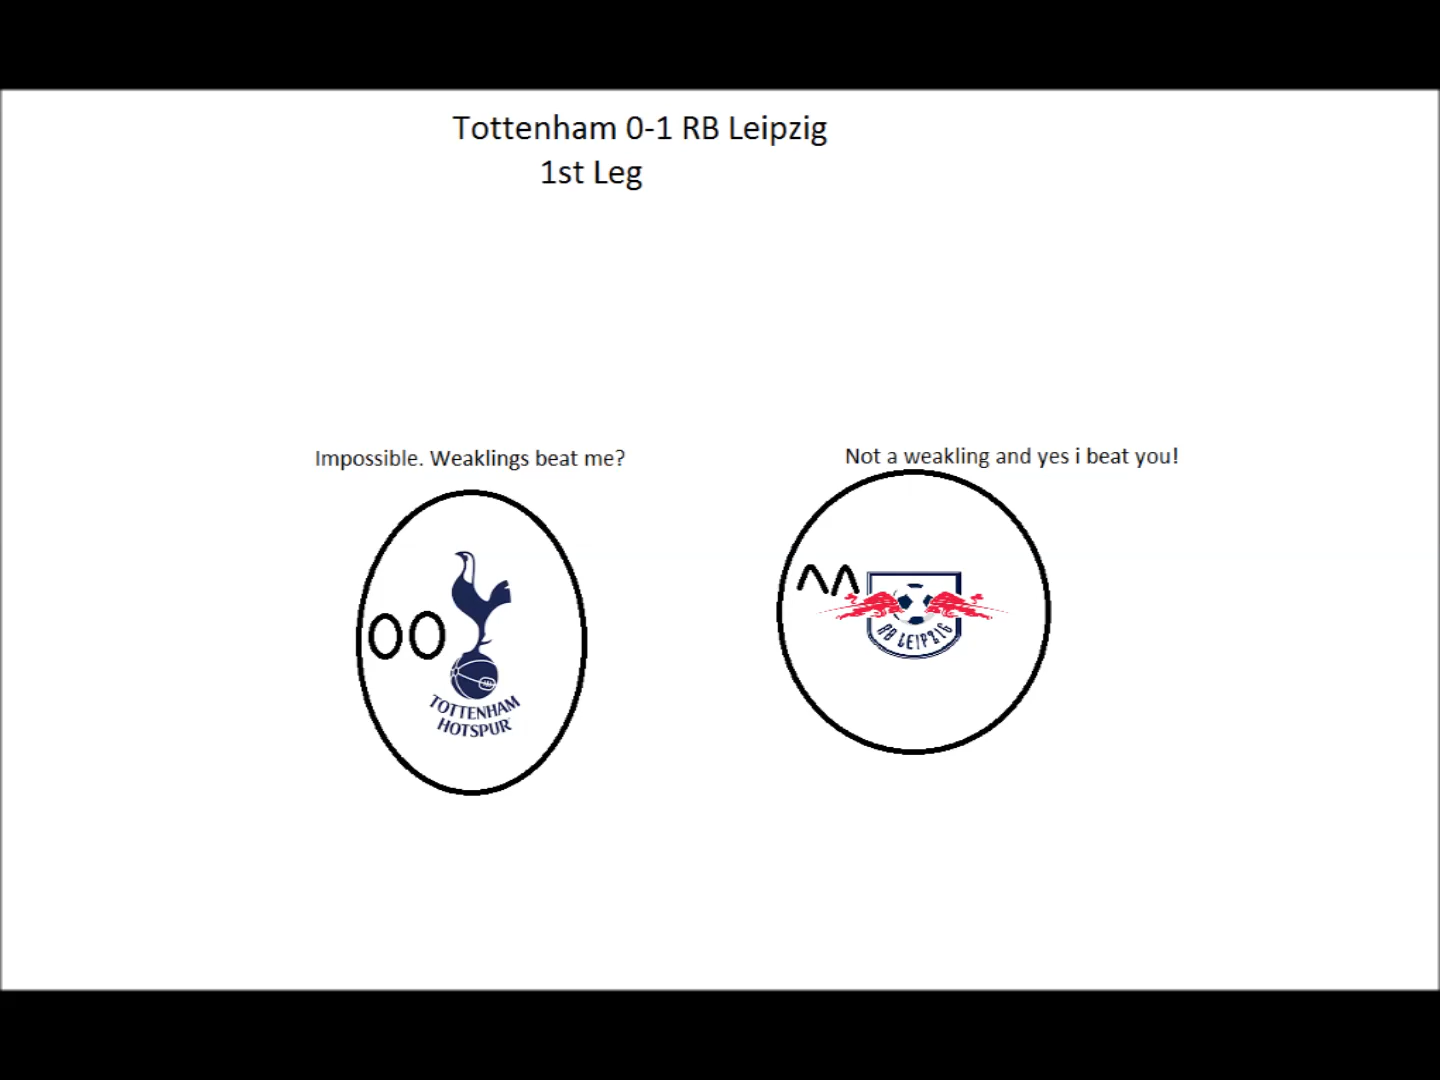 Tottenham 0-1 RB Leipzig
1st Leg
Impossible. Weaklings beat me?
Not a weakling and yes i beat you!
TOTTENHAM
HOTSPUR
RB LEIPZIG